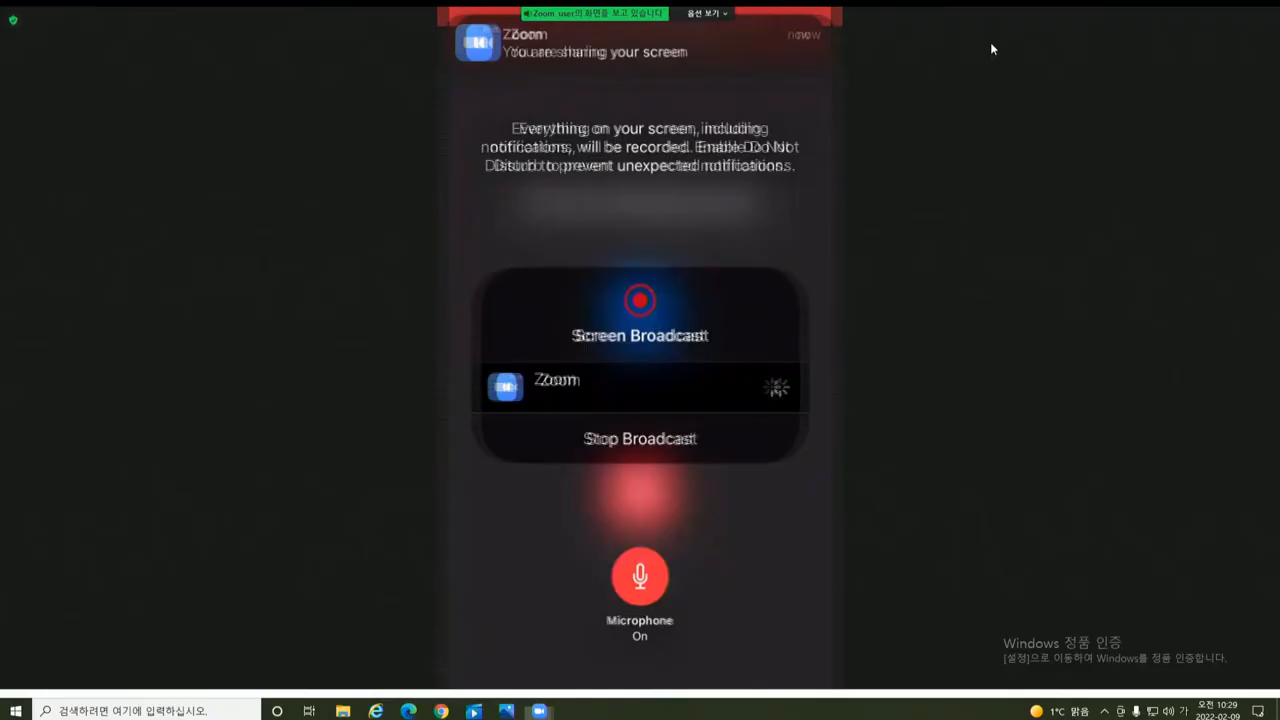 Zoom user의 화면을 보고 있습니다
옵션 보기
Zoom
now
You are sharing your screen
Everything on your screen, including
notifications, will be recorded. Enable Do Not
Disturb to prevent unexpected notifications.
Screen Broadcast
Zoom
Stop Broadcast
Microphone
On
Windows 정품 인증
[설정]으로 이동하여 Windows를 정품 인증합니다.
검색하려면 여기에 입력하십시오.
1°C 맑음
가
오전 10:29
2022-02-09